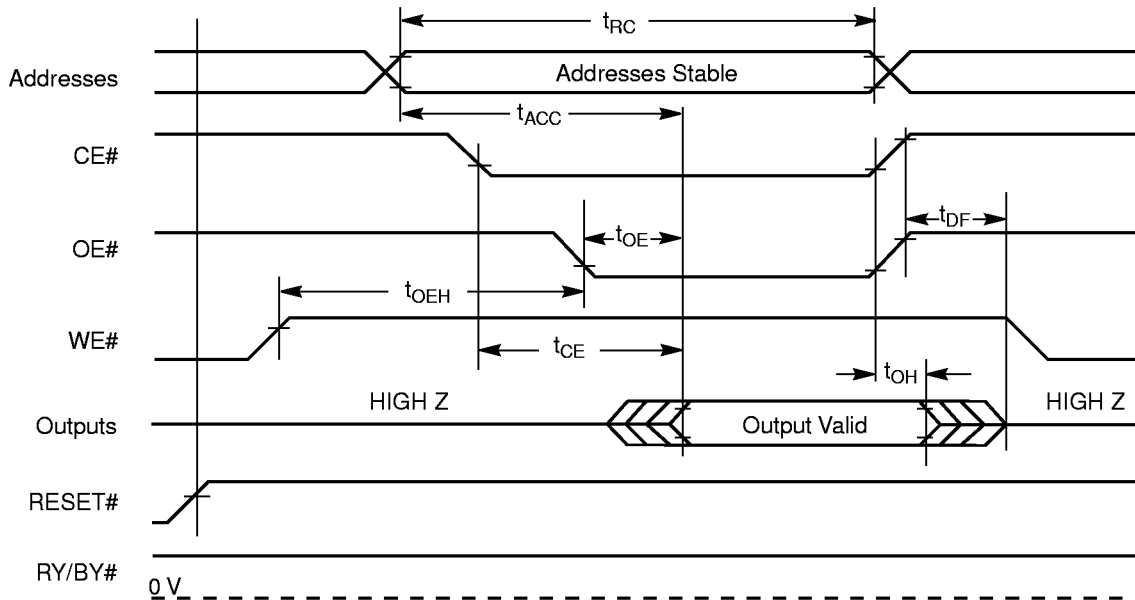 tRC
Addresses
Addresses Stable
tACC
CE#
tDF
OE#
tOE
tOEH
WE#
tCE
tOH
HIGH Z
HIGH Z
Outputs
Output Valid
RESET#
RY/BY#
0 V